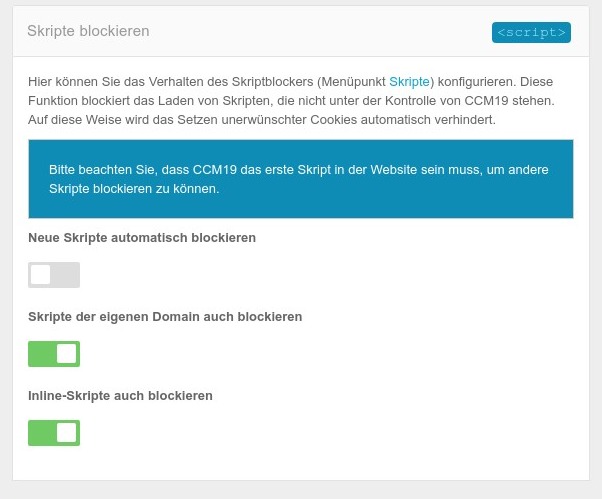 Skripte blockieren
<script>
Hier können Sie das Verhalten des Skriptblockers (Menüpunkt Skripte) konfigurieren. Diese
Funktion blockiert das Laden von Skripten, die nicht unter der Kontrolle von CCM19 stehen.
Auf diese Weise wird das Setzen unerwünschter Cookies automatisch verhindert.
Bitte beachten Sie, dass CCM19 das erste Skript in der Website sein muss, um andere
Skripte blockieren zu können.
Neue Skripte automatisch blockieren
Skripte der eigenen Domain auch blockieren
Inline-Skripte auch blockieren